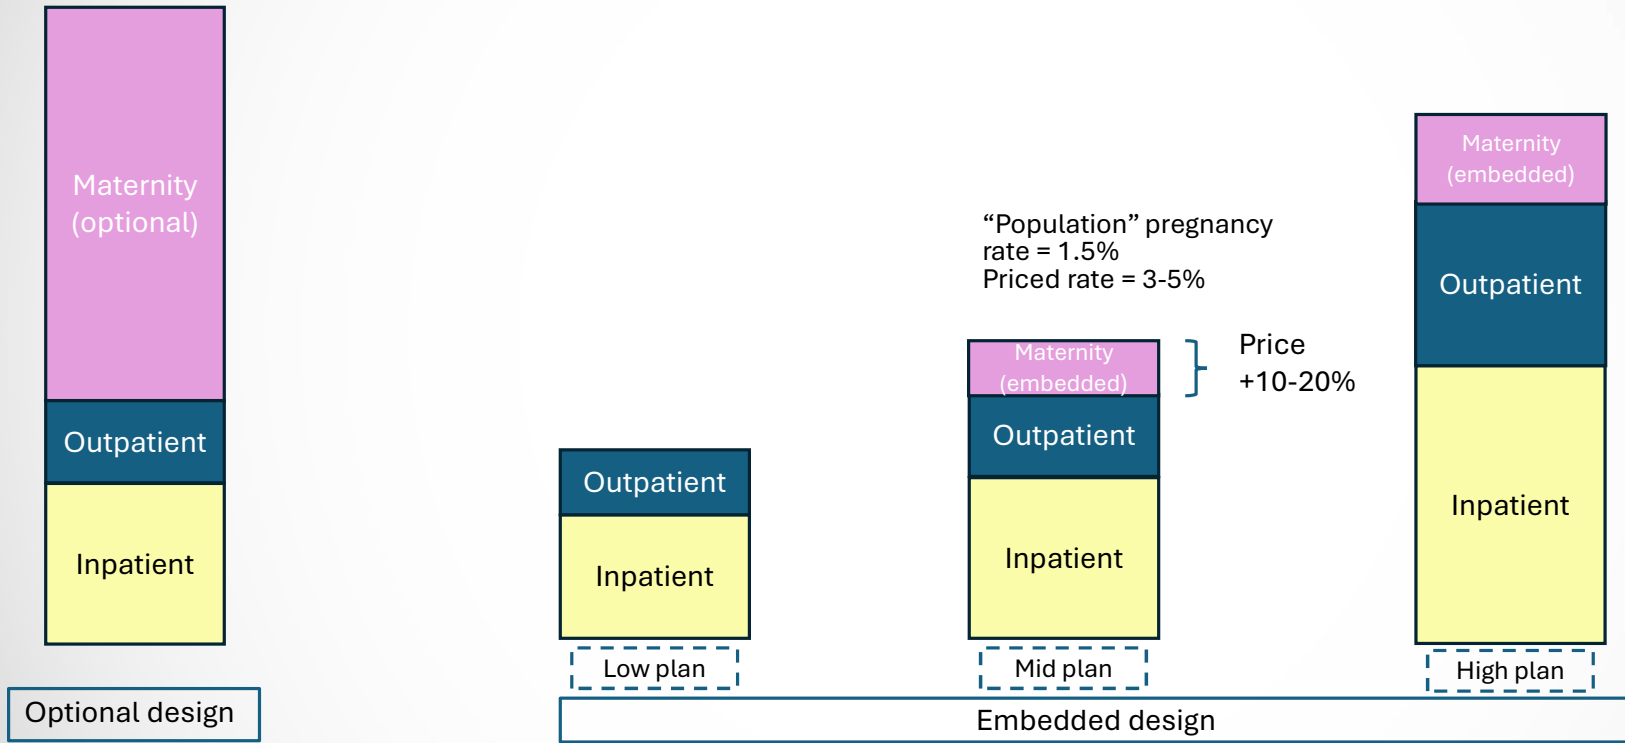 Maternity
(optional)
Outpatient
Inpatient
Optional design
Outpatient
Inpatient
Low plan
“Population” pregnancy
rate = 1.5%
Priced rate = 3-5%
Maternity
(embedded)
Price
+10-20%
Outpatient
Inpatient
Mid plan
Maternity
(embedded)
Outpatient
Inpatient
High plan
Embedded design